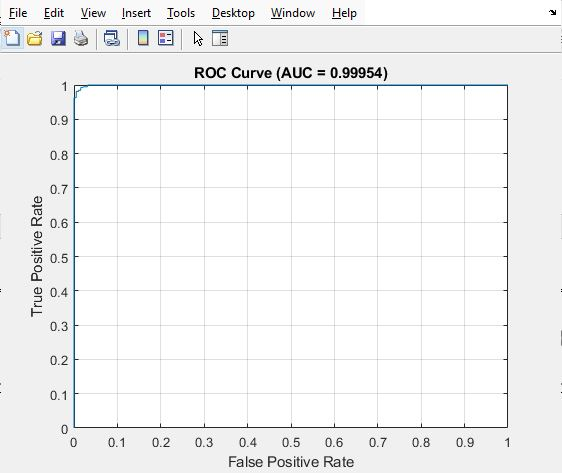 File Edit View Insert Tools Desktop Window Help
ROC Curve (AUC = 0.99954)
1
0.9
0.8
0.7
0.6
0.5
0.4
0.3
0.2
0.1
0
True Positive Rate
0 0.1 0.2 0.3 0.4 0.5 0.6 0.7 0.8 0.9 1
False Positive Rate